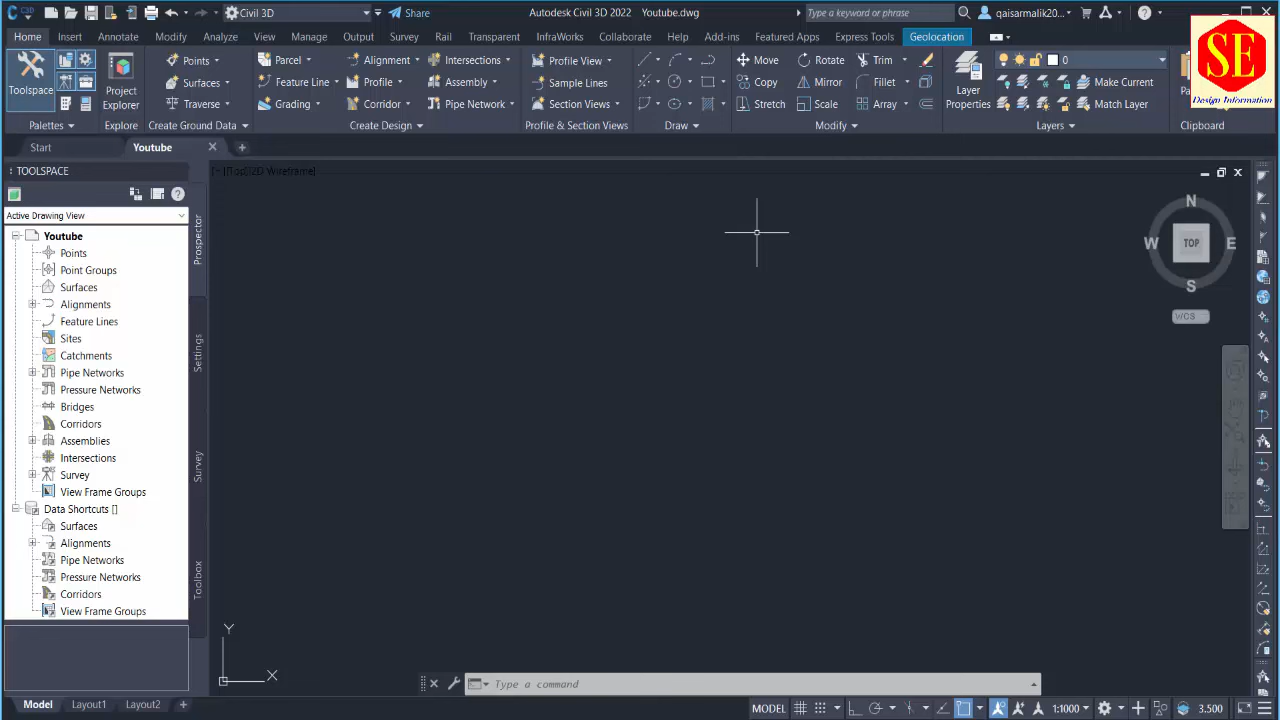 C3D
Civil 3D
Share
Autodesk Civil 3D 2022 Youtube.dwg
Type a keyword or phrase
qaisarmalik20...
Home Insert Annotate Modify Analyze View Manage Output Survey Rail Transparent InfraWorks Collaborate Help Add-ins Featured Apps Express Tools Geolocation
Toolspace
Palettes
Project Explorer
Explore
Points
Surfaces
Traverse
Create Ground Data
Parcel
Feature Line
Grading
Alignment
Profile
Corridor
Intersections
Assembly
Pipe Network
Create Design
Profile View
Sample Lines
Section Views
Profile & Section Views
Draw
Move
Copy
Stretch
Rotate
Mirror
Scale
Trim
Fillet
Array
Modify
Layer Properties
0
Make Current
Match Layer
Layers
Pa
Clipboard
SE
Design Information
Start
Youtube
TOOLSPACE
Active Drawing View
Youtube
Points
Point Groups
Surfaces
Alignments
Feature Lines
Sites
Catchments
Pipe Networks
Pressure Networks
Bridges
Corridors
Assemblies
Intersections
Survey
View Frame Groups
Data Shortcuts []
Surfaces
Alignments
Pipe Networks
Pressure Networks
Corridors
View Frame Groups
Prospector
Settings
Survey
Toolbox
[−][Top][2D Wireframe]
N
W
TOP
E
S
WCS
Y
X
Type a command
Model Layout1 Layout2
MODEL
1:1000
3.500